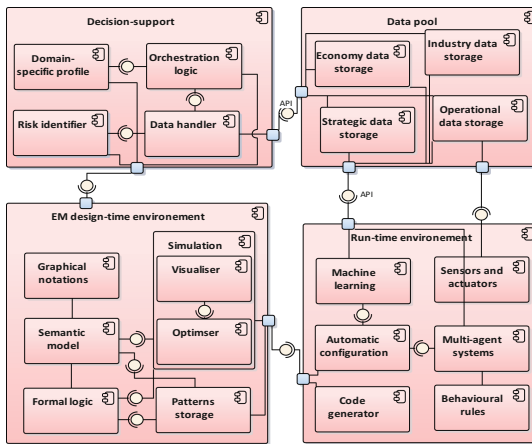 Decision-support
Domain-
specific profile
Orchestration
logic
Risk identifier
Data handler
API
Data pool
Economy data
storage
Industry data
storage
Strategic data
storage
Operational
data storage
API
EM design-time environement
Graphical
notations
Simulation
Visualiser
Semantic
model
Optimser
Formal logic
Patterns
storage
Run-time environement
Machine
learning
Sensors and
actuators
Automatic
configuration
Multi-agent
systems
Code
generator
Behavioural
rules